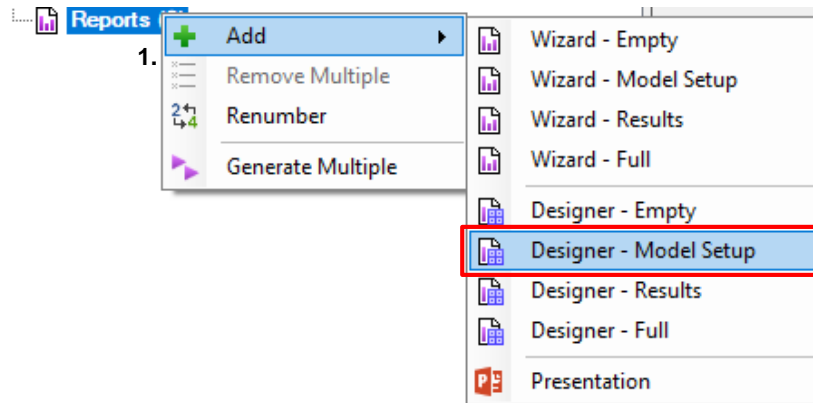 Reports
1.
Add
Remove Multiple
Renumber
Generate Multiple
Wizard - Empty
Wizard - Model Setup
Wizard - Results
Wizard - Full
Designer - Empty
Designer - Model Setup
Designer - Results
Designer - Full
Presentation